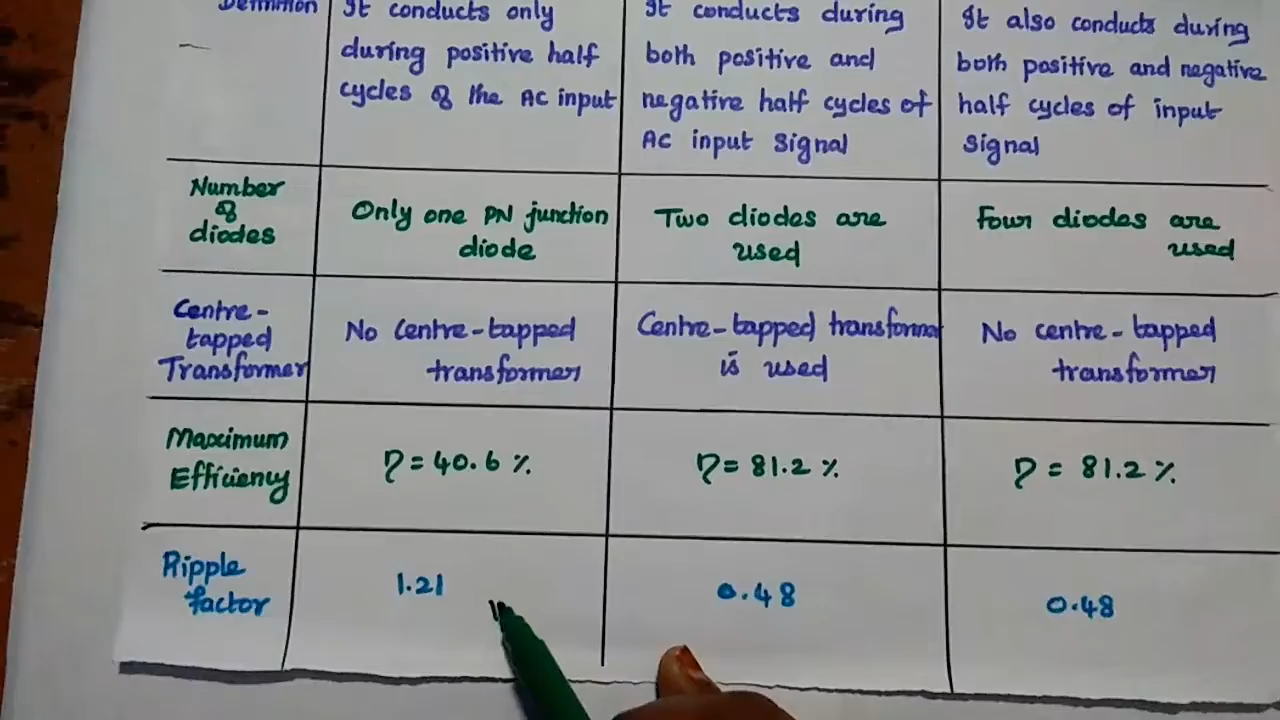 Definition
It conducts only
during positive half
cycles of the AC input
It conducts during
both positive and
negative half cycles of
AC input signal
It also conducts during
both positive and negative
half cycles of input
signal
Number
of
diodes
Only one PN junction
diode
Two diodes are
used
Four diodes are
used
Centre-
tapped
Transformer
No Centre-tapped
transformer
Centre-tapped transformer
is used
No centre-tapped
transformer
Maximum
Efficiency
η = 40.6 %
η = 81.2 %
η = 81.2 %
Ripple
factor
1.21
0.48
0.48